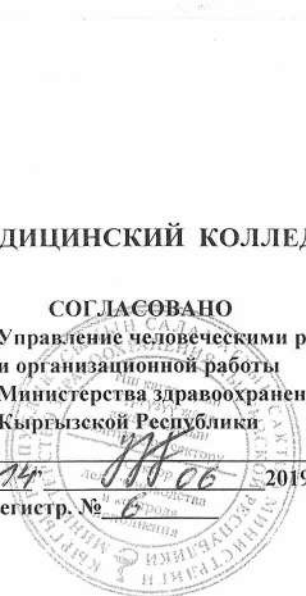 ДИЦИНСКИЙ КОЛЛЕД
СОГЛАСОВАНО
Управление человеческими р
и организационной работы
Министерства здравоохранен
Кыргызской Республики
14 06 2019
егистр. № 6